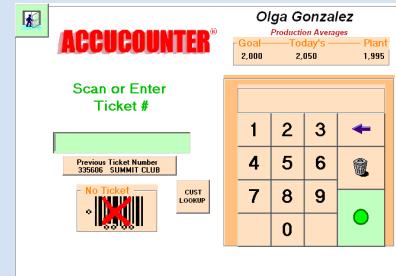 Olga Gonzalez
ACCUCOUNTER
Production Averages
Goal Today's Plant
2,000 2,050 1,995
Scan or Enter
Ticket #
Previous Ticket Number
335606 SUMMIT CLUB
No Ticket
CUST
LOOKUP
1 2 3
4 5 6
7 8 9
0